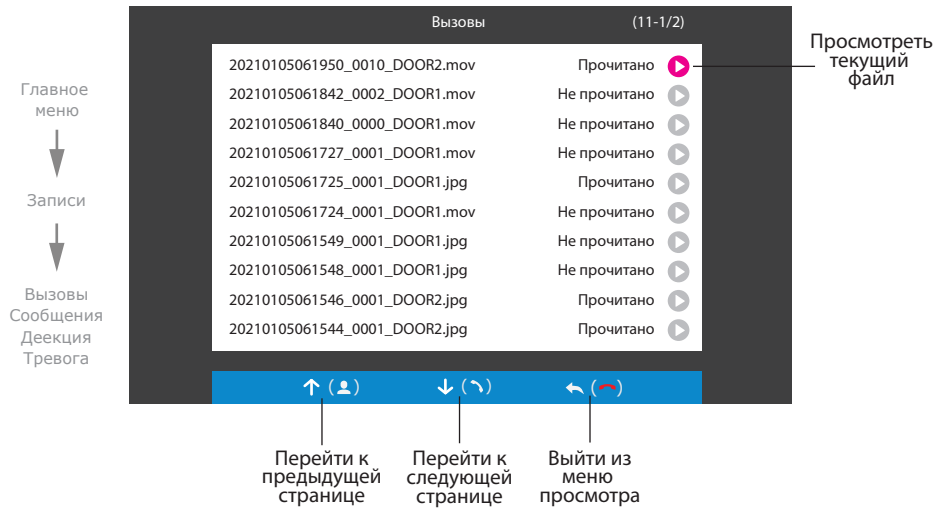 Вызовы (11-1/2)
20210105061950_0010_DOOR2.mov Прочитано
20210105061842_0002_DOOR1.mov Не прочитано
20210105061840_0000_DOOR1.mov Не прочитано
20210105061727_0001_DOOR1.mov Не прочитано
20210105061725_0001_DOOR1.jpg Прочитано
20210105061724_0001_DOOR1.mov Не прочитано
20210105061549_0001_DOOR1.jpg Не прочитано
20210105061548_0001_DOOR1.jpg Не прочитано
20210105061546_0001_DOOR2.jpg Прочитано
20210105061544_0001_DOOR2.jpg Прочитано
Просмотреть
текущий
файл
Главное
меню
Записи
Вызовы
Сообщения
Деекция
Тревога
Перейти к
предыдущей
странице
Перейти к
следующей
странице
Выйти из
меню
просмотра